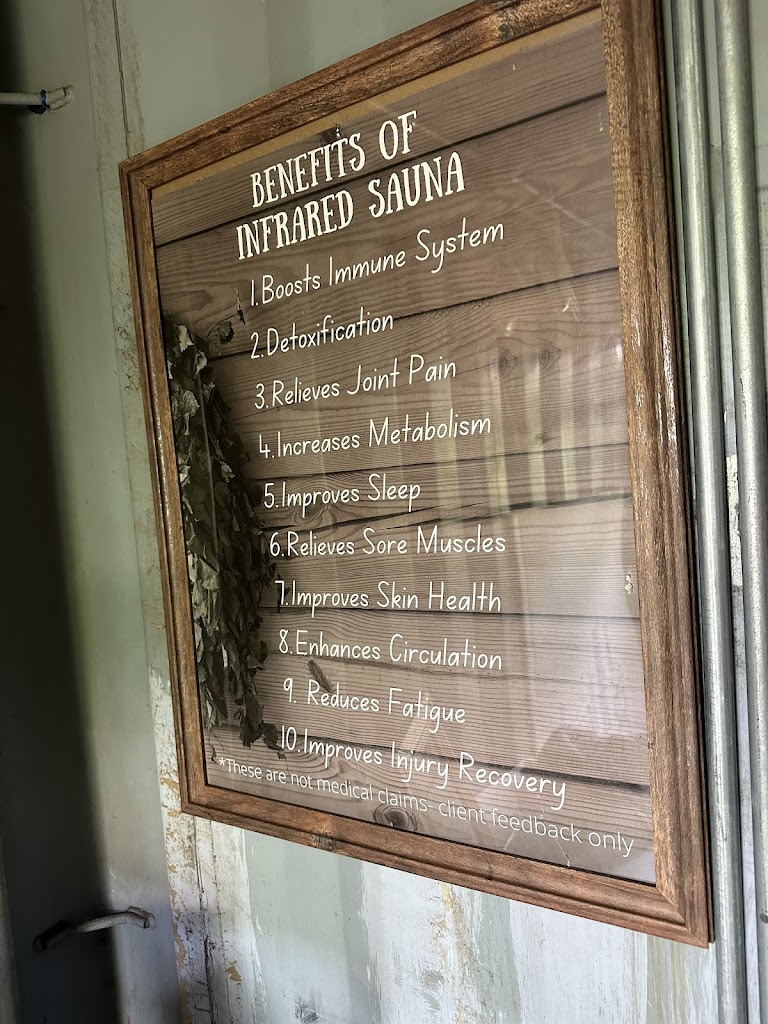 BENEFITS OF
INFRARED SAUNA
1.Boosts Immune System
2.Detoxification
3.Relieves Joint Pain
4.Increases Metabolism
5.Improves Sleep
6.Relieves Sore Muscles
7.Improves Skin Health
8.Enhances Circulation
9. Reduces Fatigue
10.Improves Injury Recovery
*These are not medical claims- client feedback only